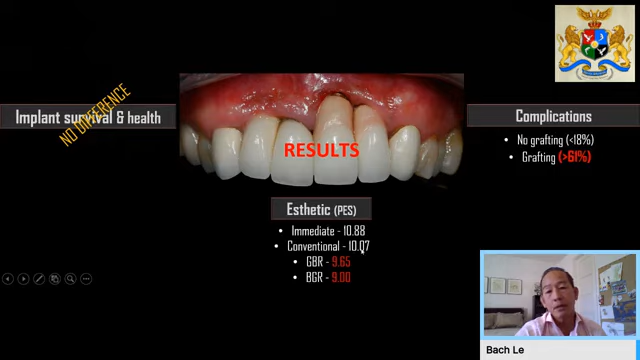 Implant survival & health
NO DIFFERENCE
RESULTS
Complications
• No grafting (<18%)
• Grafting (>61%)
Esthetic (PES)
• Immediate - 10.88
• Conventional - 10.07
• GBR - 9.65
• BGR - 9.00
Bach Le